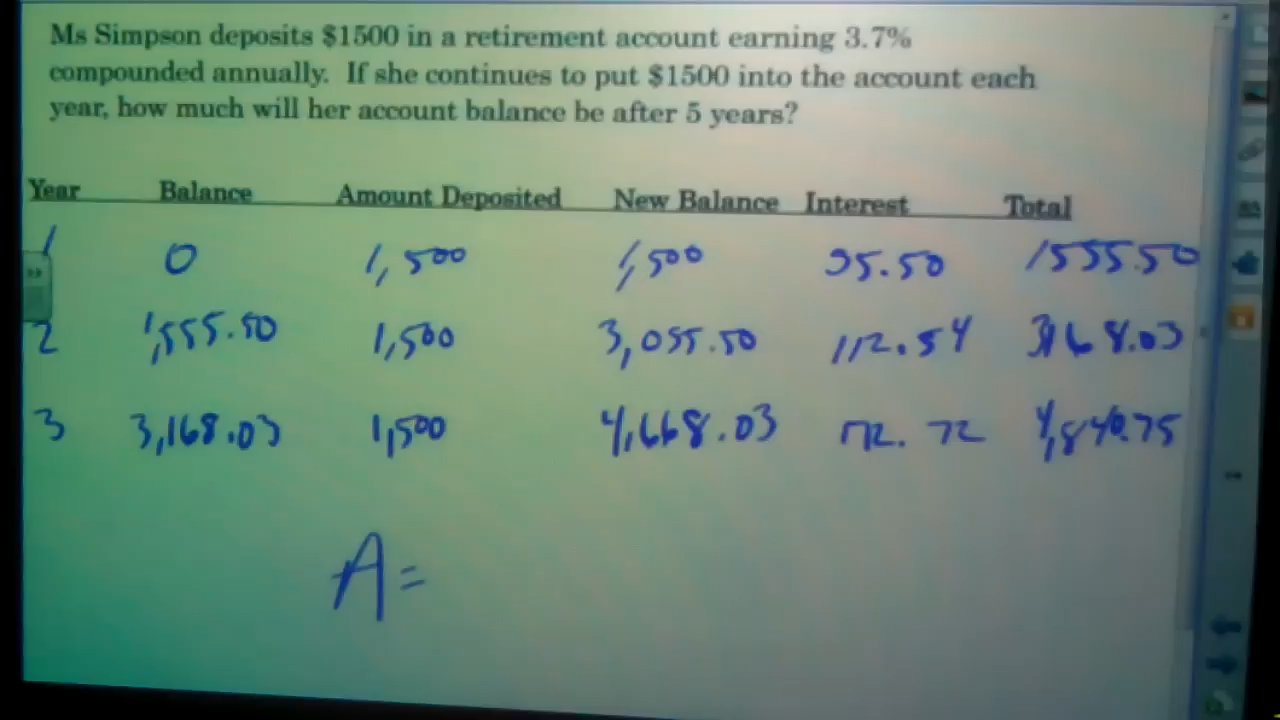 Ms Simpson deposits $1500 in a retirement account earning 3.7%
compounded annually. If she continues to put $1500 into the account each
year, how much will her account balance be after 5 years?
Year Balance Amount Deposited New Balance Interest Total
1 0 1,500 1,500 55.50 1555.50
2 1,555.50 1,500 3,055.50 112.54 3168.03
3 3,168.03 1,500 4,668.03 172.72 4,840.75
A=